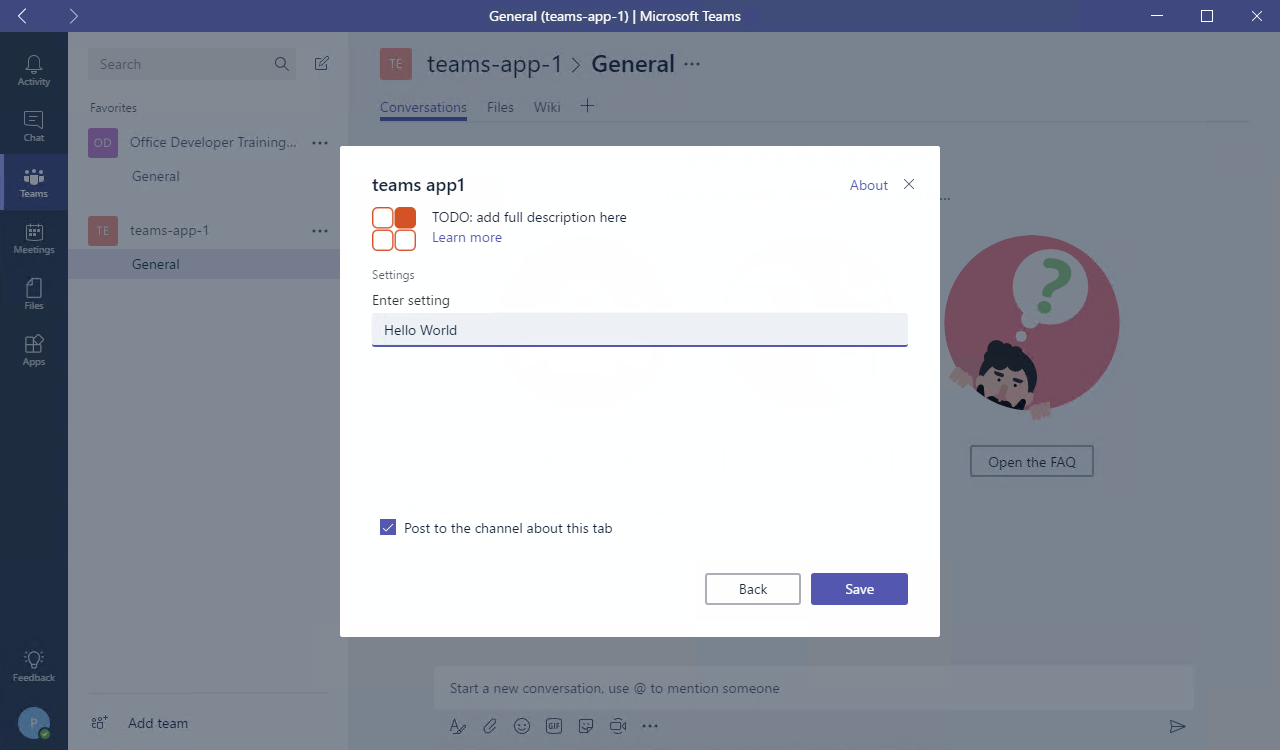 General (teams-app-1) | Microsoft Teams
Activity
Chat
Teams
Meetings
Files
Apps
Feedback
P
Search
Favorites
OD Office Developer Training...
General
TE teams-app-1
General
Add team
TE teams-app-1 > General
Conversations Files Wiki
teams app1
About
TODO: add full description here
Learn more
Settings
Enter setting
Hello World
Post to the channel about this tab
Back Save
?
Open the FAQ
Start a new conversation, use @ to mention someone
GIF